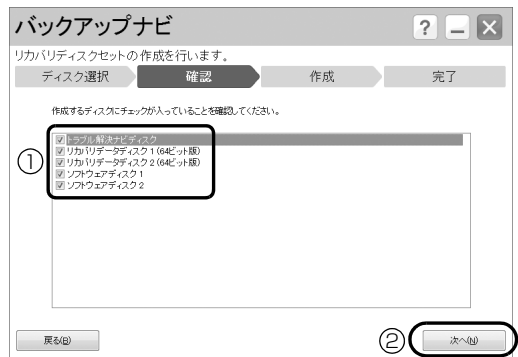 バックアップナビ
? – ×
リカバリディスクセットの作成を行います。
ディスク選択 確認 作成 完了
作成するディスクにチェックが入っていることを確認してください。
①
トラブル解決ナビディスク
リカバリデータディスク1(64ビット版)
リカバリデータディスク2(64ビット版)
ソフトウェアディスク1
ソフトウェアディスク2
戻る(B) ② 次へ(N)